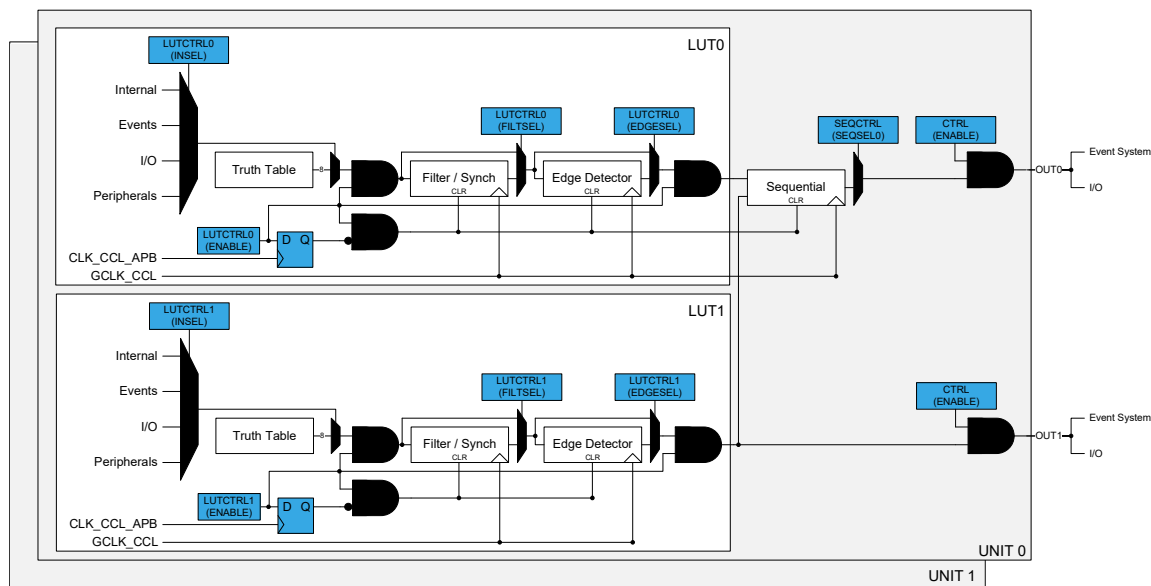 LUT0
LUTCTRL0
(INSEL)
Internal
Events
I/O
Peripherals
Truth Table
8
LUTCTRL0
(FILTSEL)
Filter / Synch
CLR
LUTCTRL0
(EDGESEL)
Edge Detector
CLR
SEQCTRL
(SEQSEL0)
Sequential
CLR
CTRL
(ENABLE)
OUT0
Event System
I/O
LUTCTRL0
(ENABLE)
D Q
CLK_CCL_APB
GCLK_CCL
LUT1
LUTCTRL1
(INSEL)
Internal
Events
I/O
Peripherals
Truth Table
8
LUTCTRL1
(FILTSEL)
Filter / Synch
CLR
LUTCTRL1
(EDGESEL)
Edge Detector
CLR
CTRL
(ENABLE)
OUT1
Event System
I/O
LUTCTRL1
(ENABLE)
D Q
CLK_CCL_APB
GCLK_CCL
UNIT 0
UNIT 1